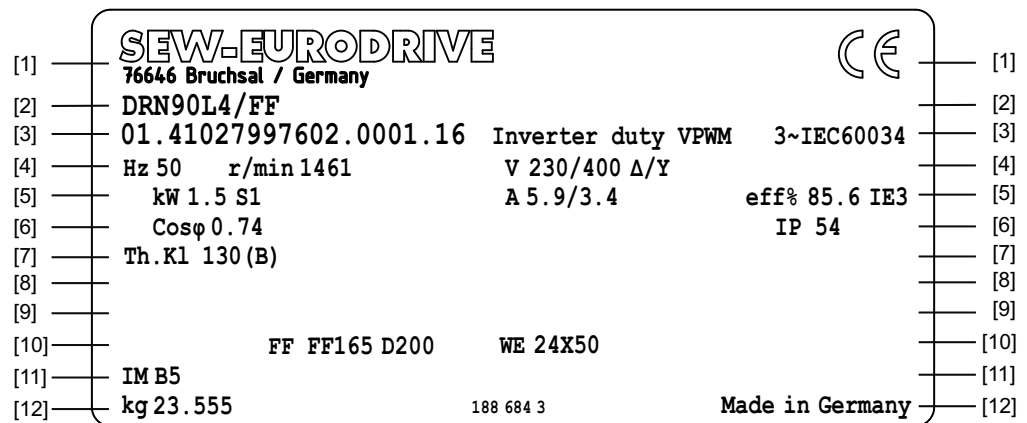 [1] SEW-EURODRIVE CE [1]
76646 Bruchsal / Germany
[2] DRN90L4/FF [2]
[3] 01.41027997602.0001.16 Inverter duty VPWM 3~IEC60034 [3]
[4] Hz 50 r/min 1461 V 230/400 Δ/Y [4]
[5] kW 1.5 S1 A 5.9/3.4 eff% 85.6 IE3 [5]
[6] Cosφ 0.74 IP 54 [6]
[7] Th.Kl 130(B) [7]
[8] [8]
[9] [9]
[10] FF FF165 D200 WE 24X50 [10]
[11] IM B5 [11]
[12] kg 23.555 188 684 3 Made in Germany [12]